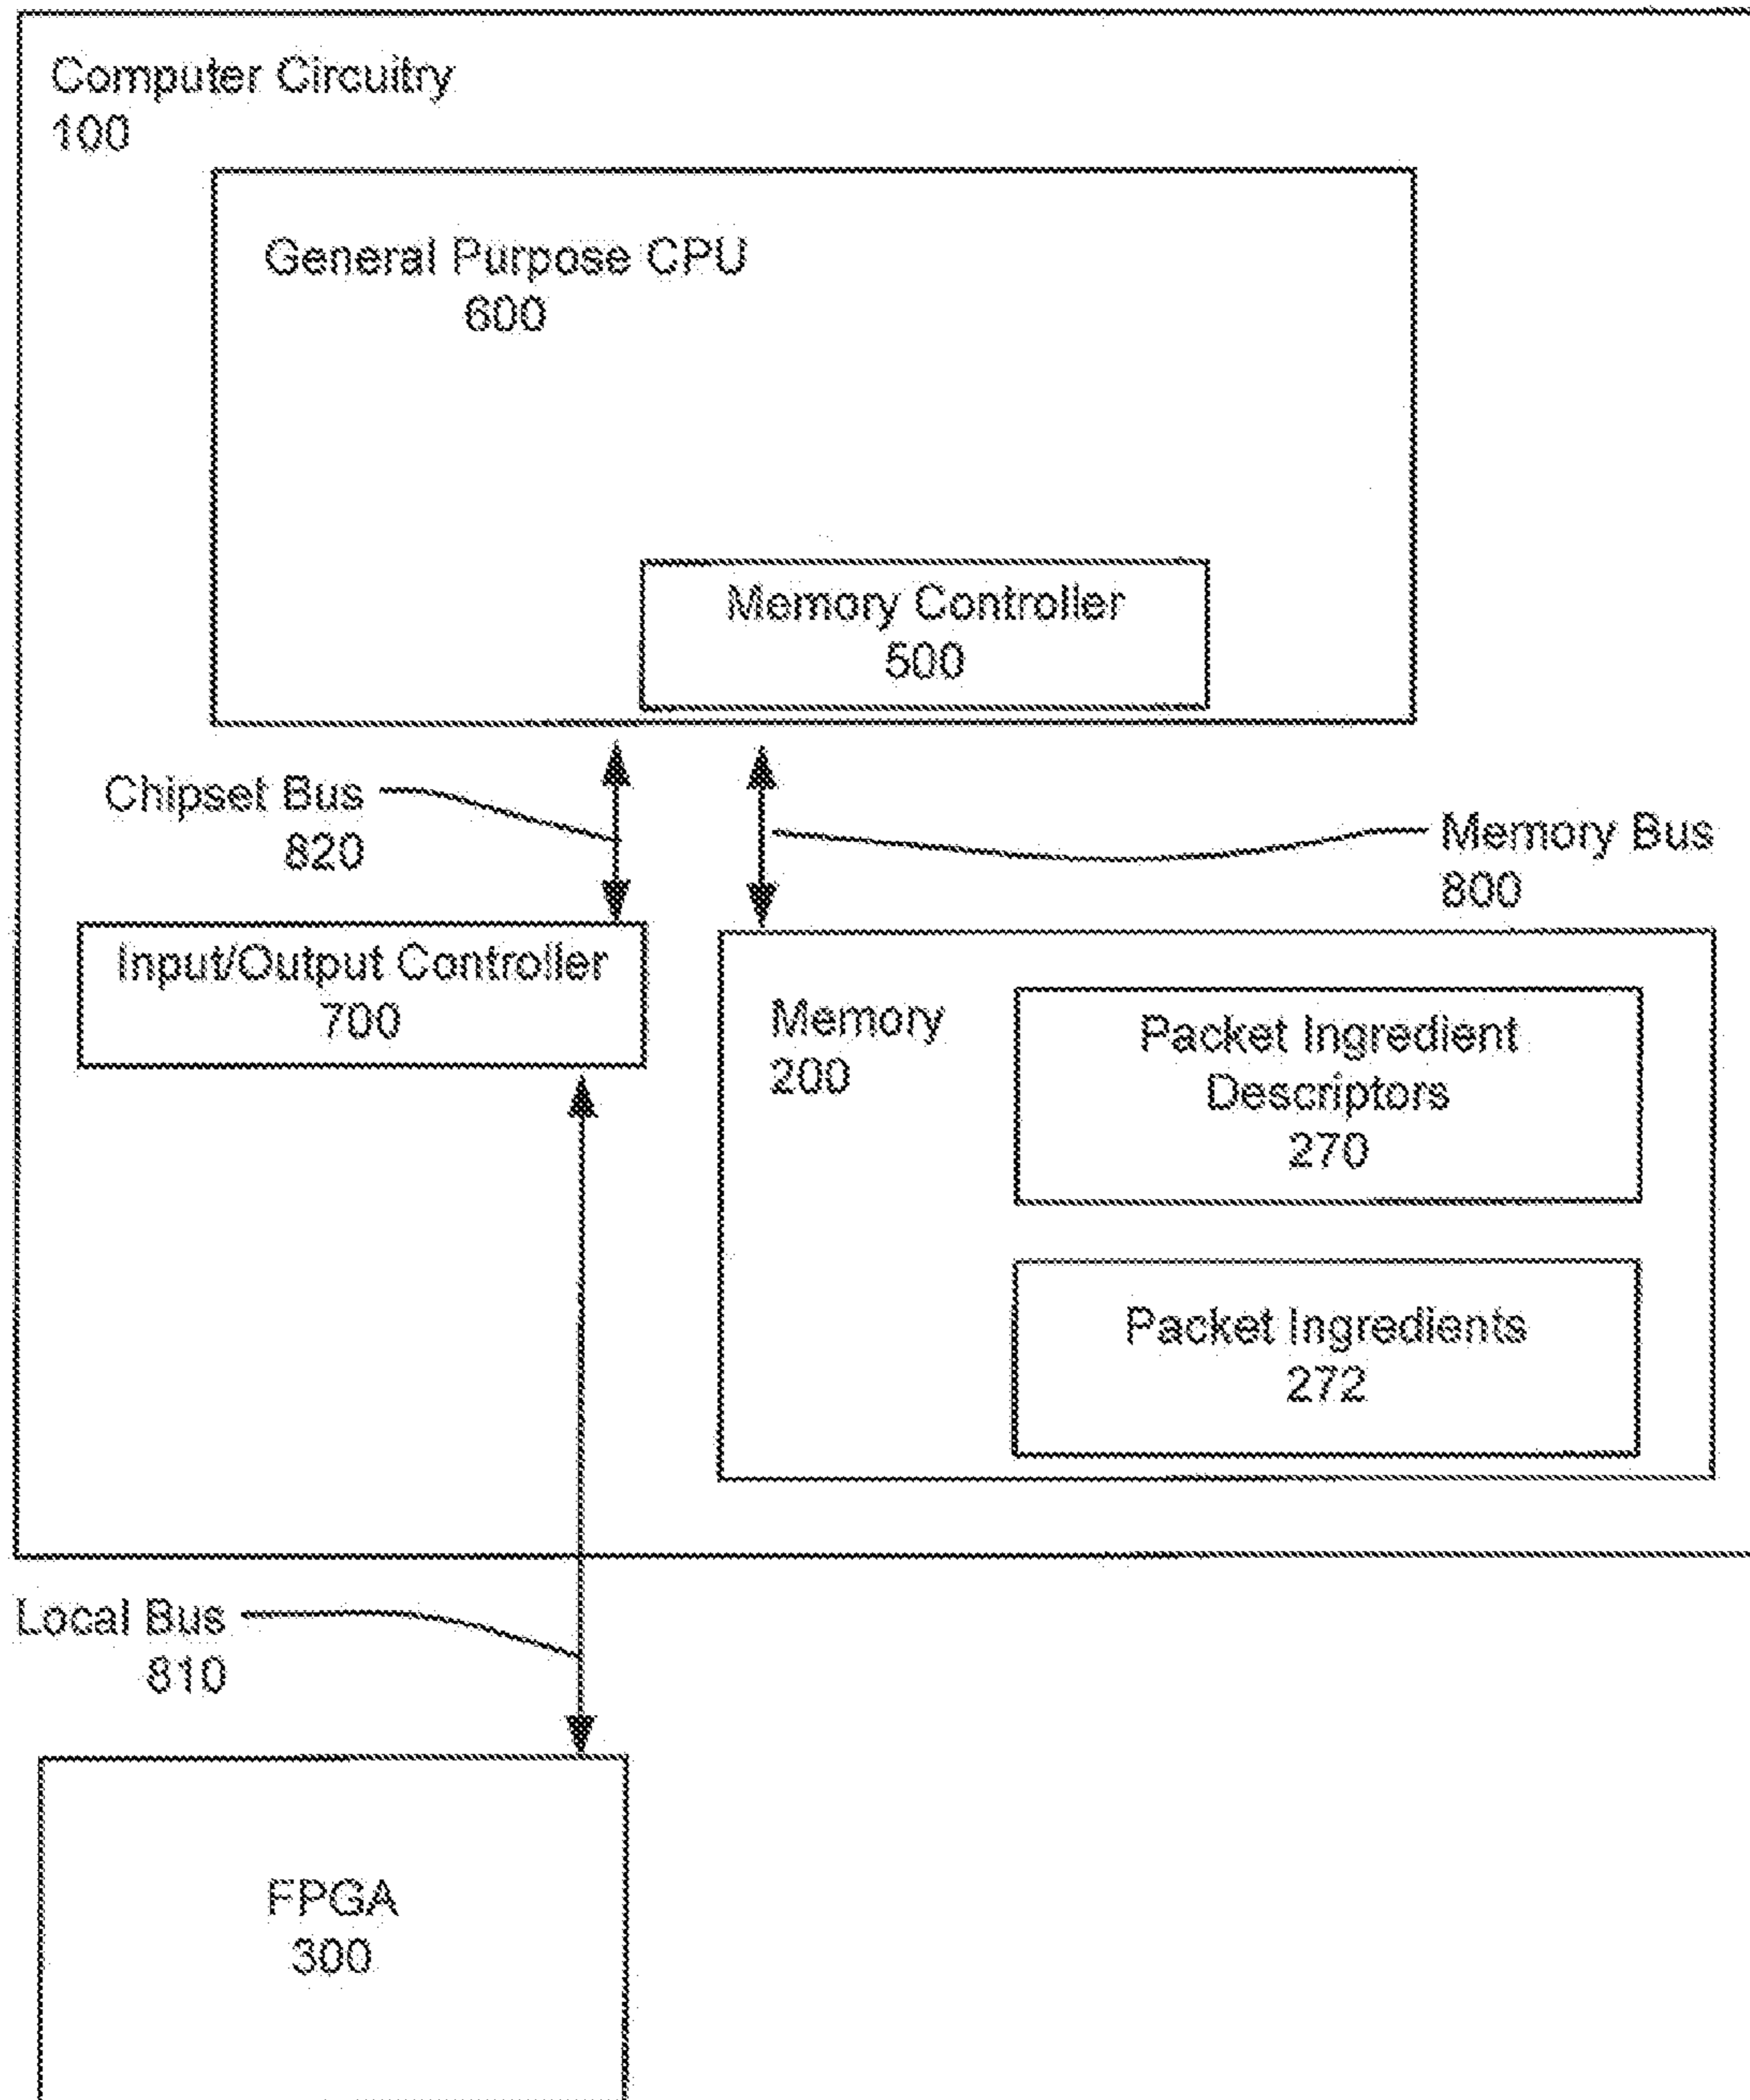 Computer Circuitry
100
General Purpose CPU
600
Memory Controller
500
Chipset Bus
820
Memory Bus
800
Input/Output Controller
700
Memory
200
Packet Ingredient
Descriptors
270
Packet Ingredients
272
Local Bus
810
FPGA
300